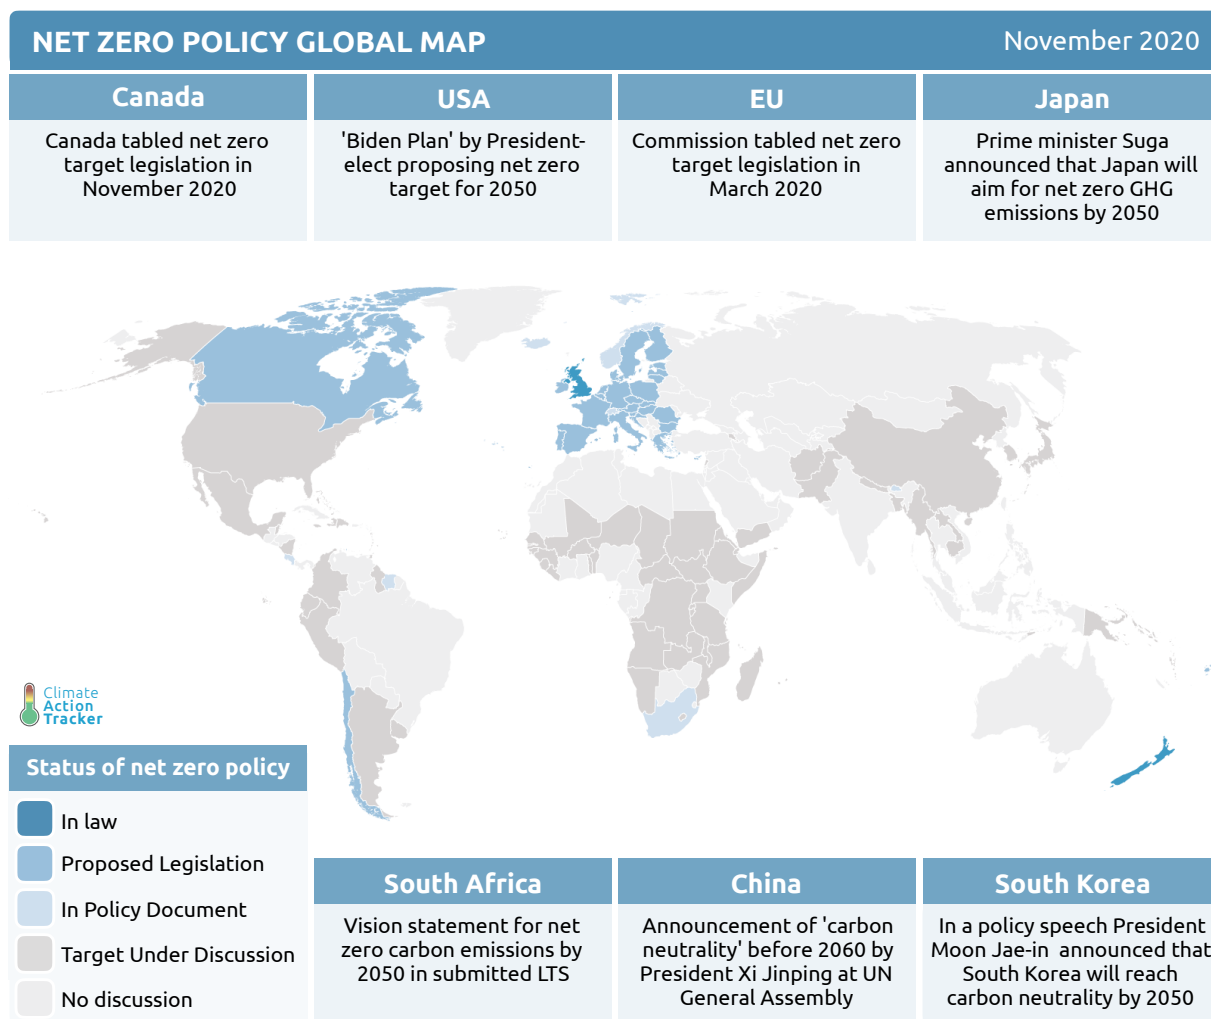 NET ZERO POLICY GLOBAL MAP
November 2020
Canada
Canada tabled net zero
target legislation in
November 2020
USA
'Biden Plan' by President-
elect proposing net zero
target for 2050
EU
Commission tabled net zero
target legislation in
March 2020
Japan
Prime minister Suga
announced that Japan will
aim for net zero GHG
emissions by 2050
Climate
Action
Tracker
Status of net zero policy
In law
Proposed Legislation
In Policy Document
Target Under Discussion
No discussion
South Africa
Vision statement for net
zero carbon emissions by
2050 in submitted LTS
China
Announcement of 'carbon
neutrality' before 2060 by
President Xi Jinping at UN
General Assembly
South Korea
In a policy speech President
Moon Jae-in  announced that
South Korea will reach
carbon neutrality by 2050